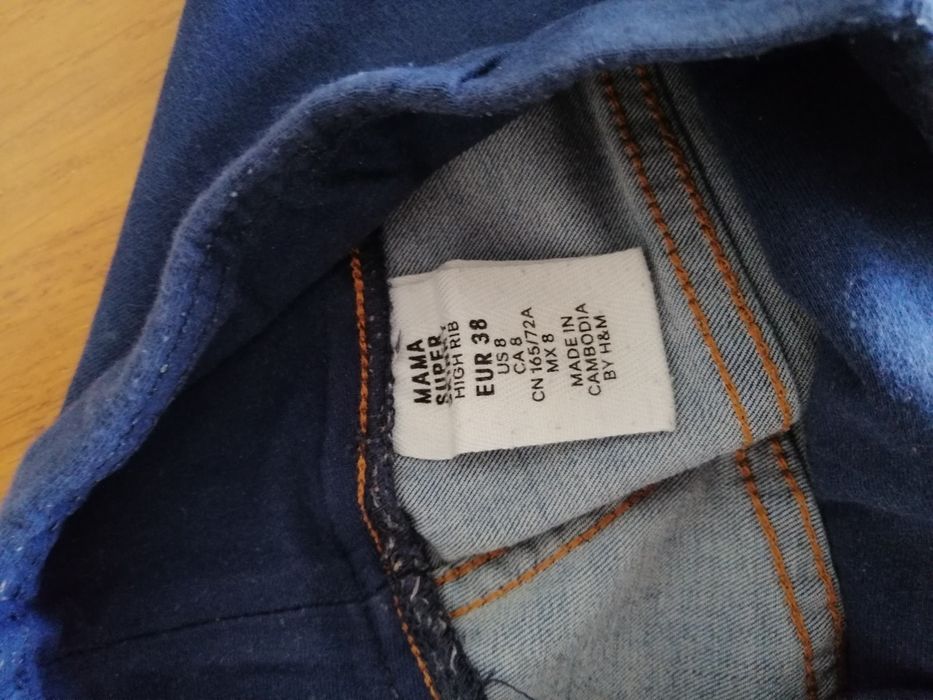 MAMA
SUPER
HIGH RIB
EUR 38
US 8
CA 8
CN 165/72A
MX 8
MADE IN
CAMBODIA
BY H&M